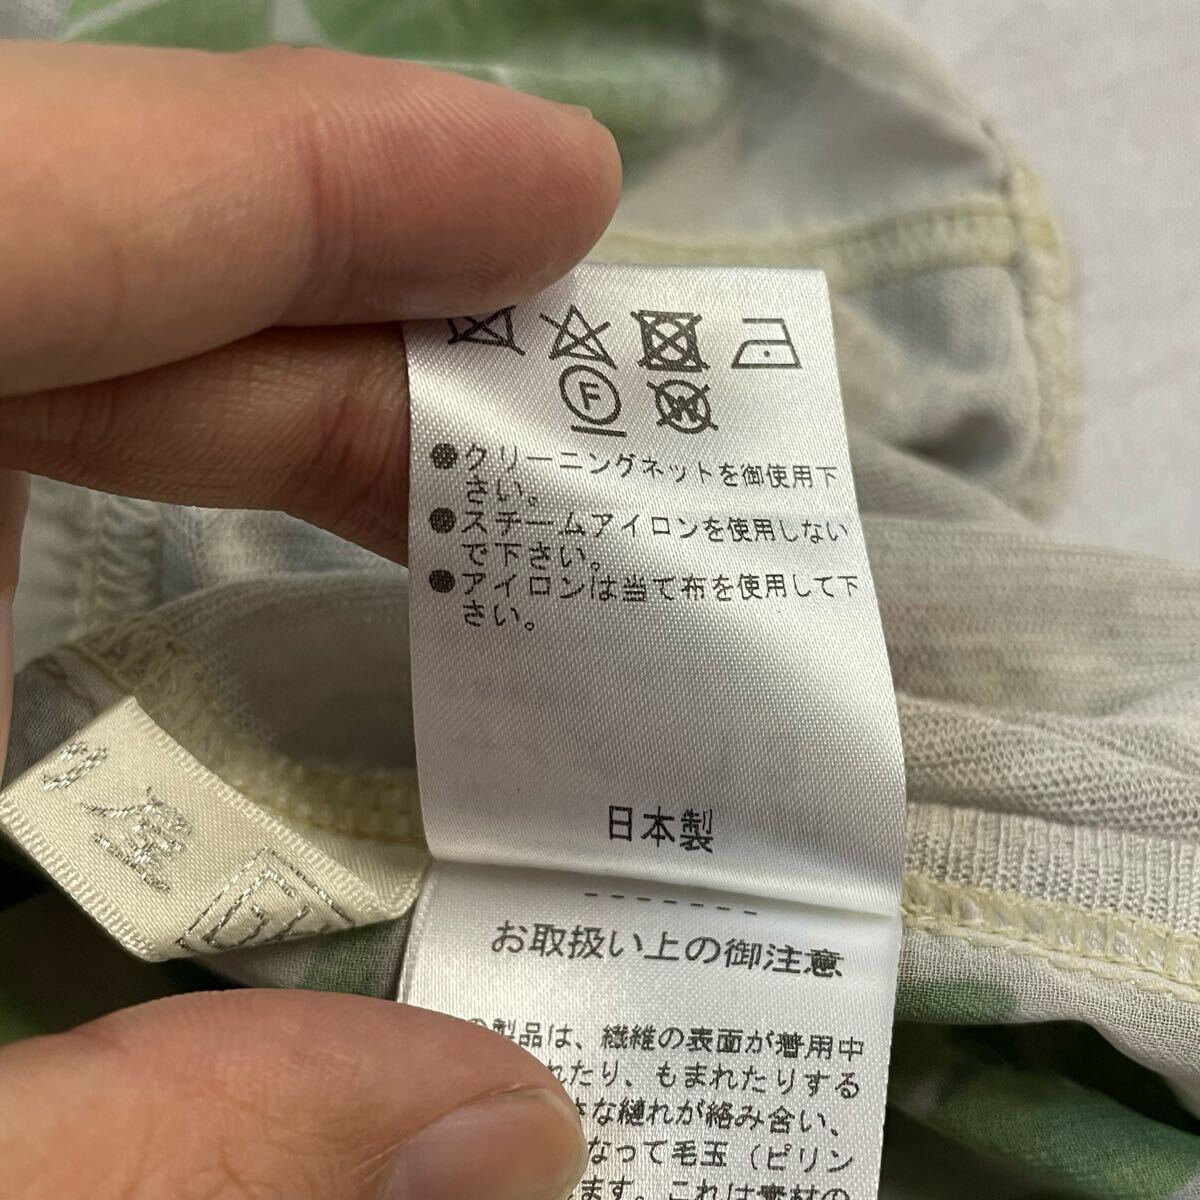 F
W
●クリーニングネットを御使用下
さい。
●スチームアイロンを使用しない
で下さい。
●アイロンは当て布を使用して下
さい。
日本製
-------
お取扱い上の御注意
製品は、繊維の表面が着用中
れたり、もまれたりする
さな縺れが絡み合い、
なって毛玉（ピリン
ます。これは素材の